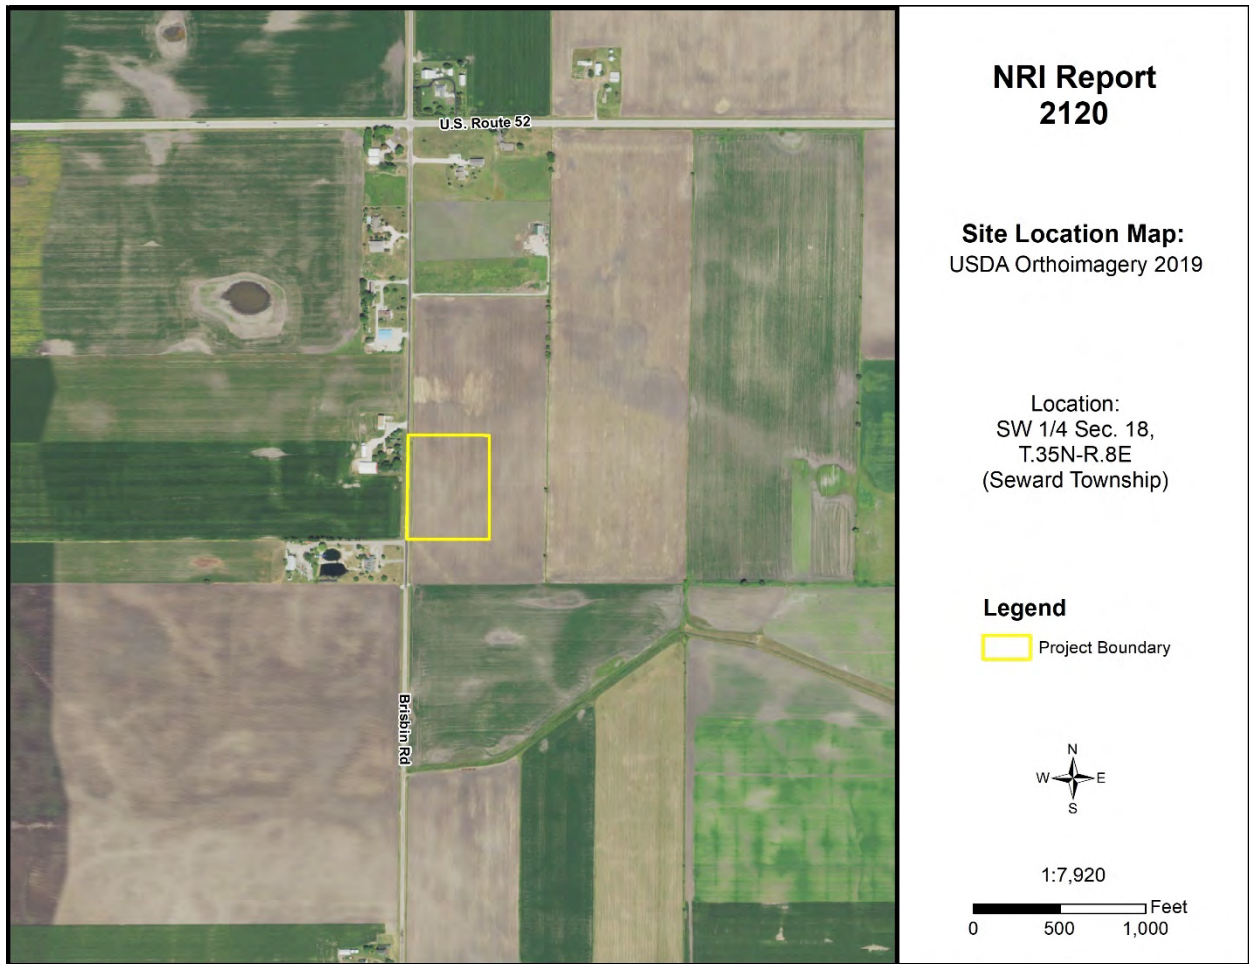 U.S. Route 52
Brisbin Rd
NRI Report
2120
Site Location Map:
USDA Orthoimagery 2019
Location:
SW 1/4 Sec. 18,
T.35N-R.8E
(Seward Township)
Legend
Project Boundary
N
W E
S
1:7,920
Feet
0 500 1,000